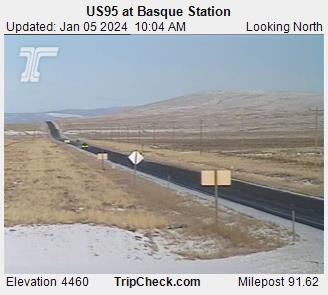 US95 at Basque Station
Updated: Jan 05 2024 10:04 AM Looking North
Elevation 4460 TripCheck.com Milepost 91.62